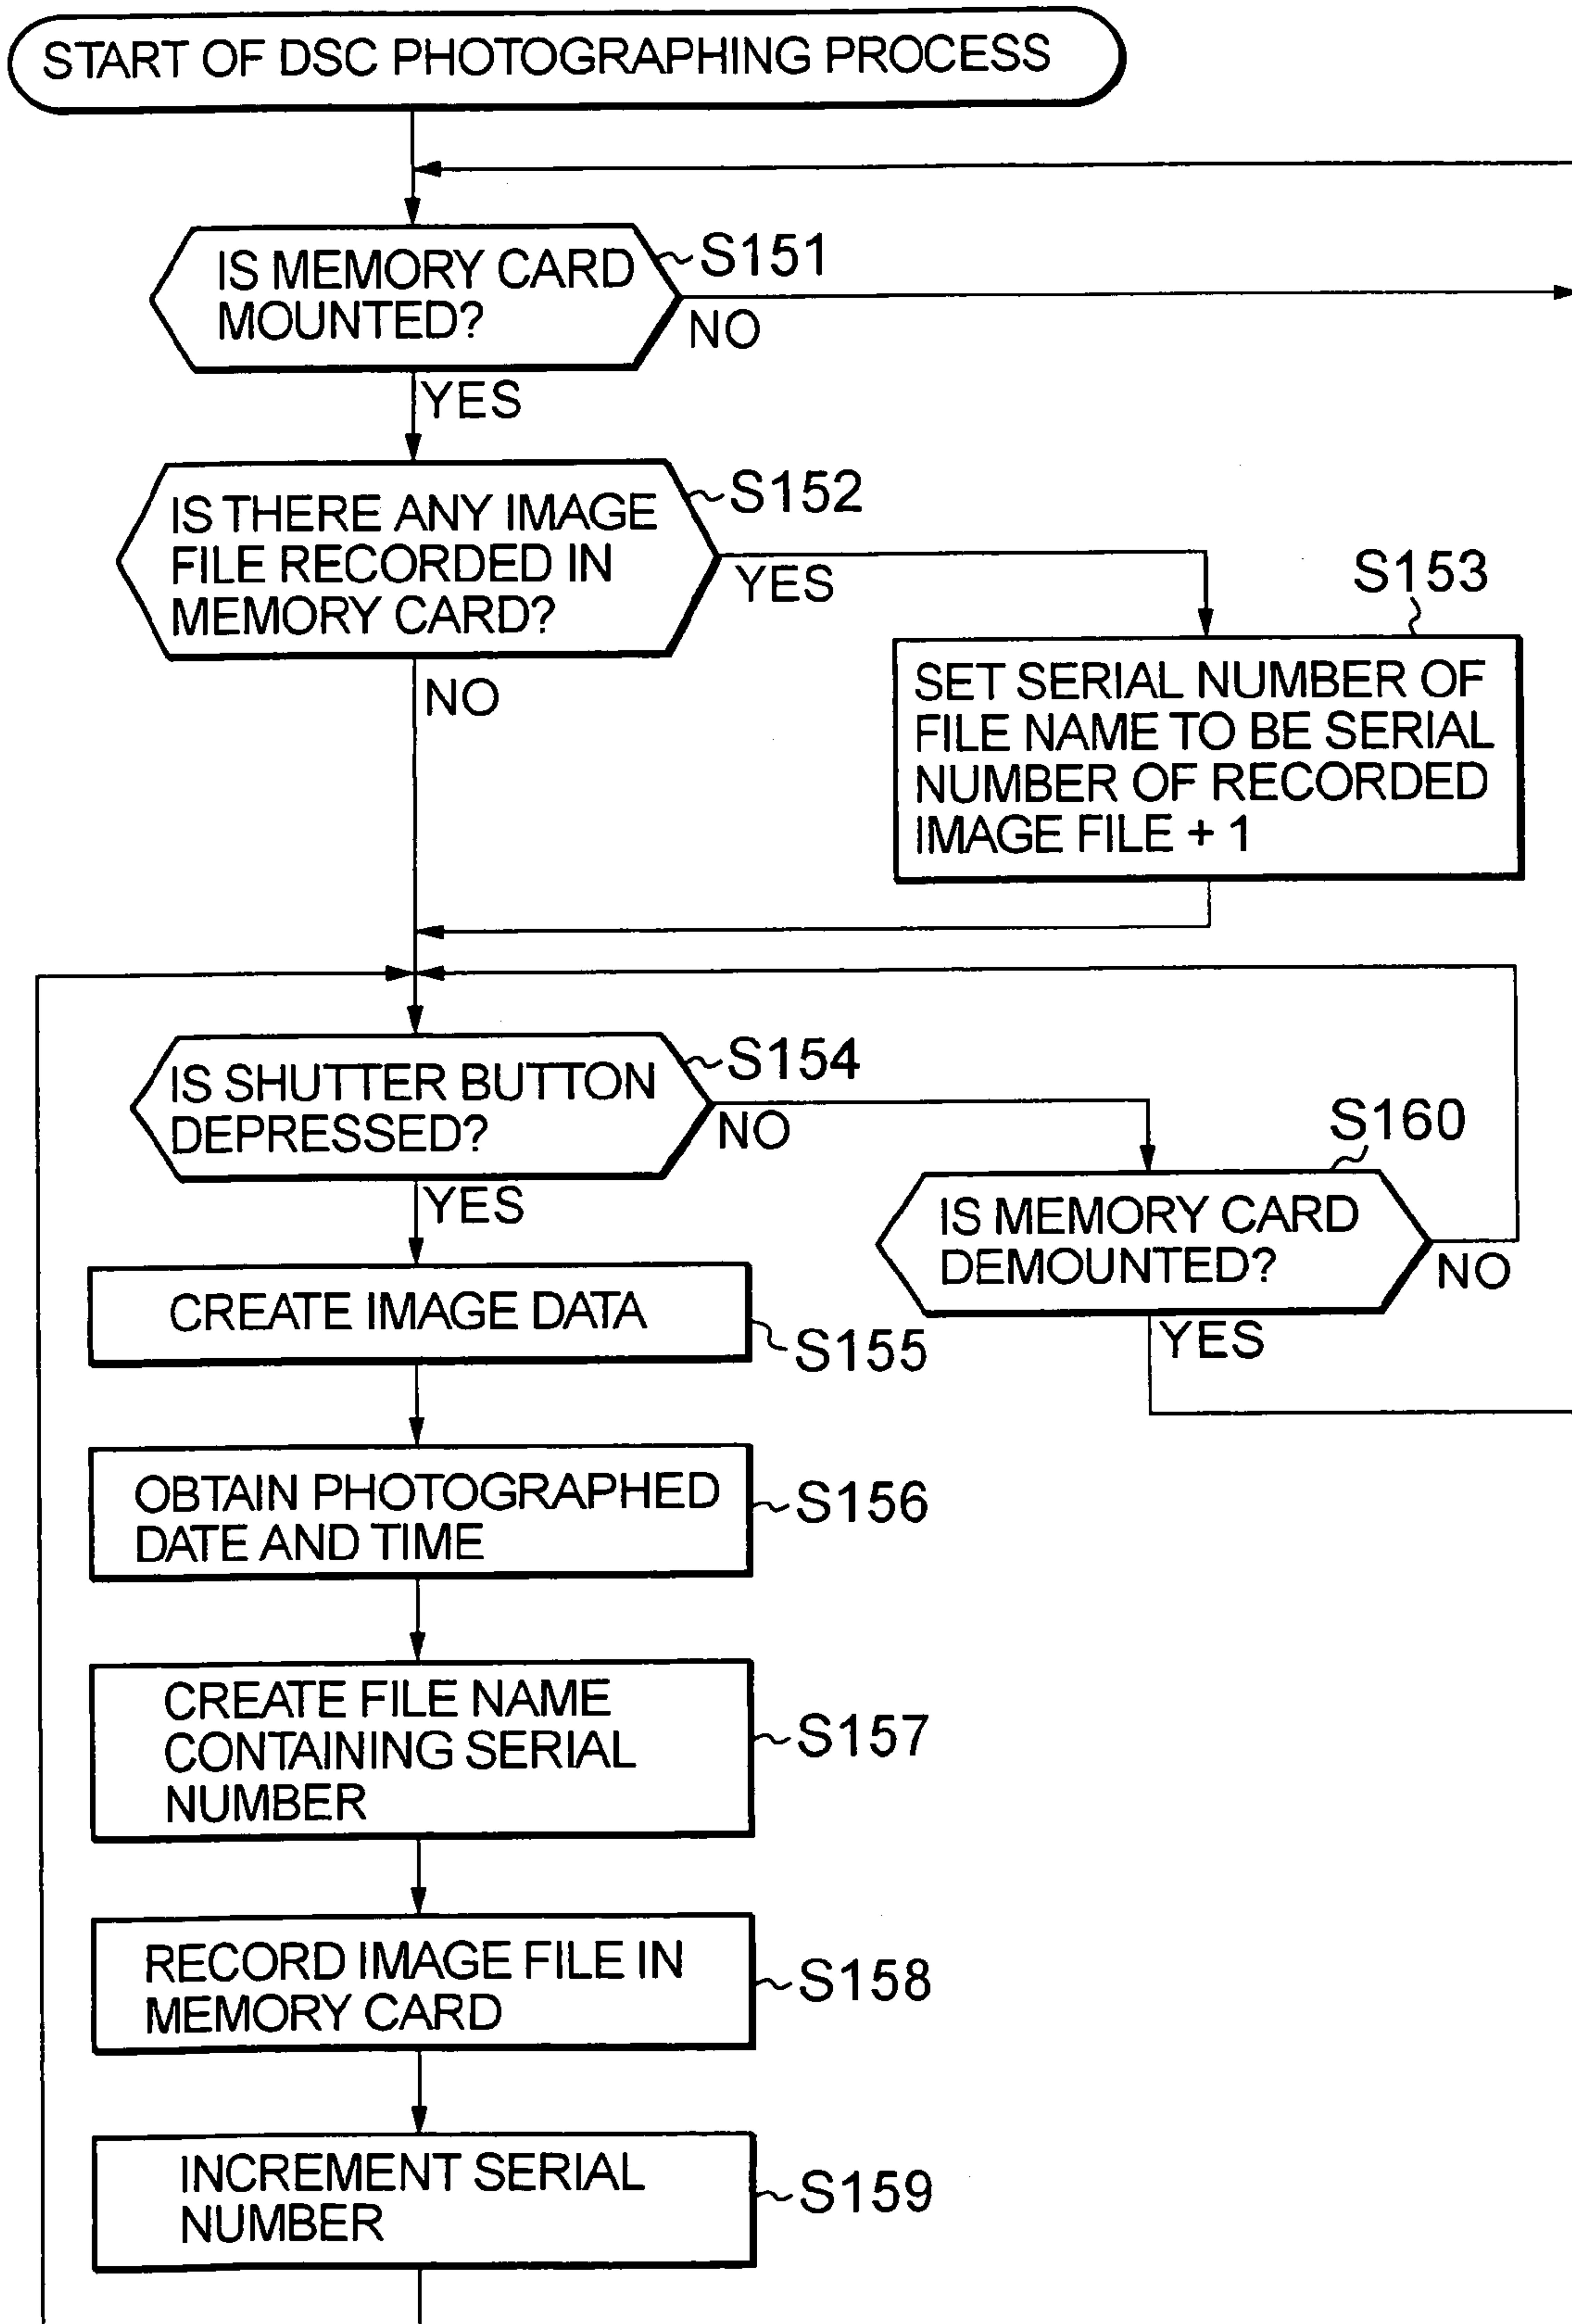 START OF DSC PHOTOGRAPHING PROCESS
IS MEMORY CARD
MOUNTED?
S151
NO
YES
IS THERE ANY IMAGE
FILE RECORDED IN
MEMORY CARD?
S152
YES
NO
S153
SET SERIAL NUMBER OF
FILE NAME TO BE SERIAL
NUMBER OF RECORDED
IMAGE FILE + 1
IS SHUTTER BUTTON
DEPRESSED?
S154
NO
YES
S160
IS MEMORY CARD
DEMOUNTED?
NO
YES
CREATE IMAGE DATA
S155
OBTAIN PHOTOGRAPHED
DATE AND TIME
S156
CREATE FILE NAME
CONTAINING SERIAL
NUMBER
S157
RECORD IMAGE FILE IN
MEMORY CARD
S158
INCREMENT SERIAL
NUMBER
S159